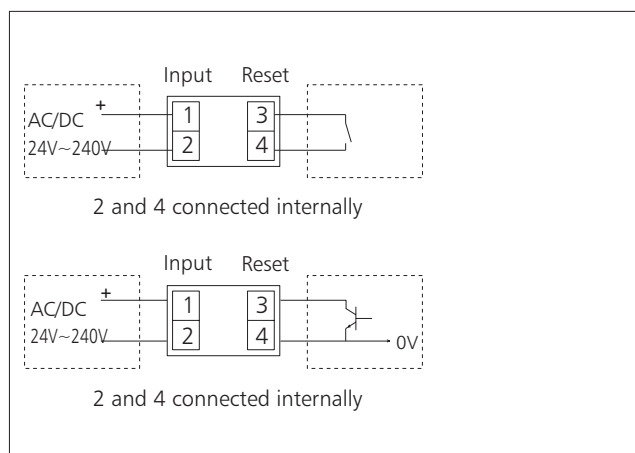 Input Reset
+
AC/DC 1 3
24V~240V 2 4
2 and 4 connected internally
Input Reset
+
AC/DC 1 3
24V~240V 2 4 0V
2 and 4 connected internally